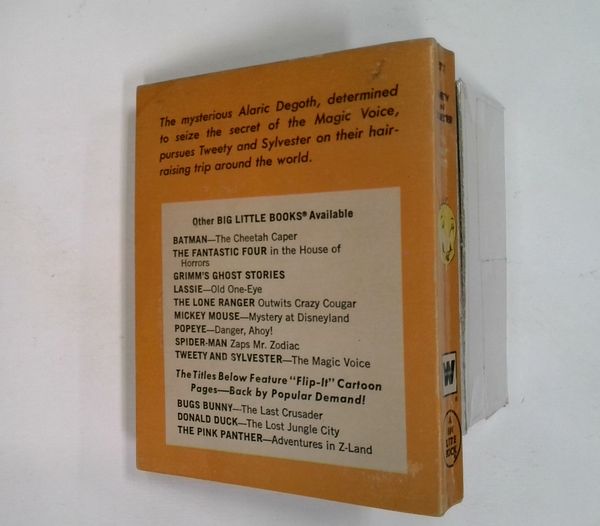 The mysterious Alaric Degoth, determined
to seize the secret of the Magic Voice,
pursues Tweety and Sylvester on their hair-
raising trip around the world.
Other BIG LITTLE BOOKS® Available
BATMAN—The Cheetah Caper
THE FANTASTIC FOUR in the House of
Horrors
GRIMM'S GHOST STORIES
LASSIE—Old One-Eye
THE LONE RANGER Outwits Crazy Cougar
MICKEY MOUSE—Mystery at Disneyland
POPEYE—Danger, Ahoy!
SPIDER-MAN Zaps Mr. Zodiac
TWEETY AND SYLVESTER—The Magic Voice
The Titles Below Feature "Flip-It" Cartoon
Pages—Back by Popular Demand!
BUGS BUNNY—The Last Crusader
DONALD DUCK—The Lost Jungle City
THE PINK PANTHER—Adventures in Z-Land
W
A
BIG